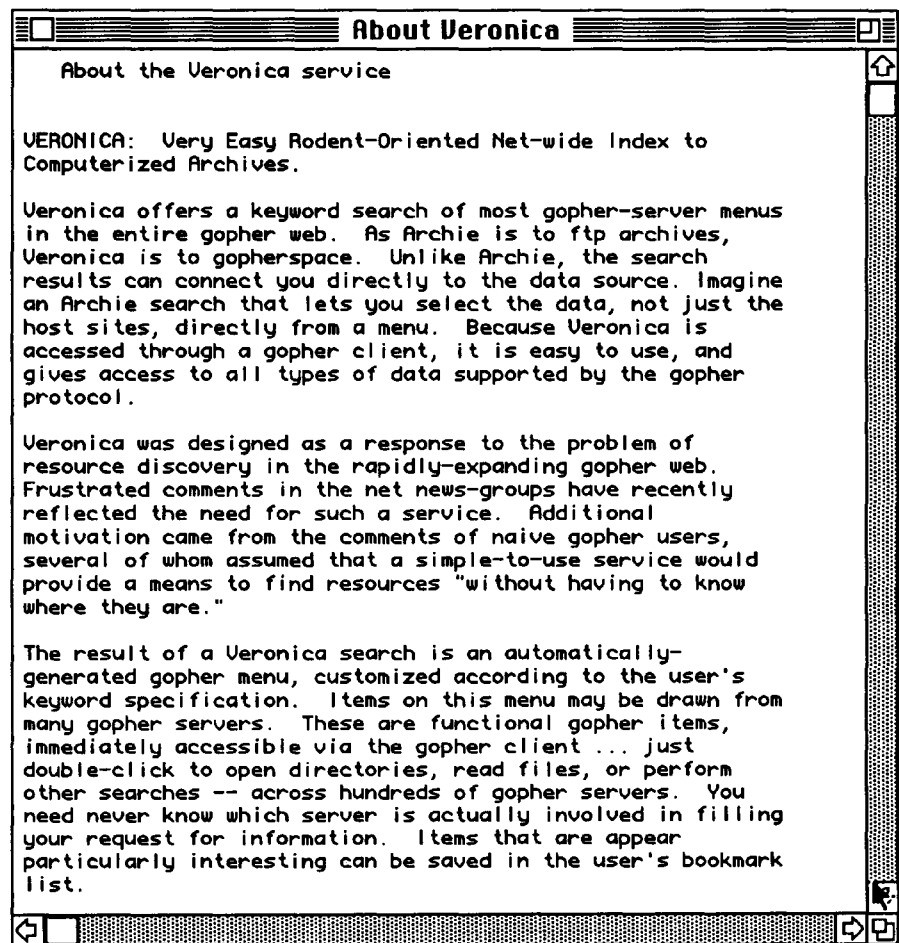 About Veronica
About the Veronica service
VERONICA:  Very Easy Rodent-Oriented Net-wide Index to
Computerized Archives.
Veronica offers a keyword search of most gopher-server menus
in the entire gopher web.  As Archie is to ftp archives,
Veronica is to gopherspace.  Unlike Archie, the search
results can connect you directly to the data source. Imagine
an Archie search that lets you select the data, not just the
host sites, directly from a menu.  Because Veronica is
accessed through a gopher client, it is easy to use, and
gives access to all types of data supported by the gopher
protocol.
Veronica was designed as a response to the problem of
resource discovery in the rapidly-expanding gopher web.
Frustrated comments in the net news-groups have recently
reflected the need for such a service.  Additional
motivation came from the comments of naive gopher users,
several of whom assumed that a simple-to-use service would
provide a means to find resources "without having to know
where they are."
The result of a Veronica search is an automatically-
generated gopher menu, customized according to the user's
keyword specification.  Items on this menu may be drawn from
many gopher servers.  These are functional gopher items,
immediately accessible via the gopher client ... just
double-click to open directories, read files, or perform
other searches -- across hundreds of gopher servers.  You
need never know which server is actually involved in filling
your request for information.  Items that are appear
particularly interesting can be saved in the user's bookmark
list.